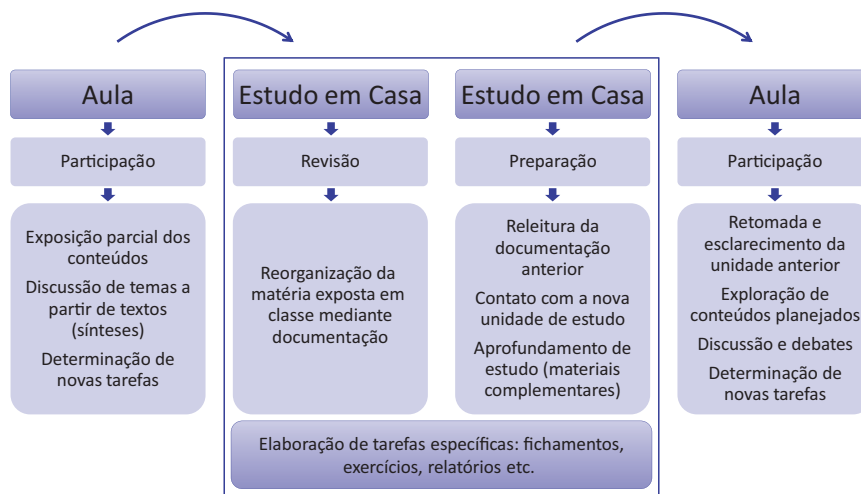 Aula
Participação
Exposição parcial dos
conteúdos
Discussão de temas a
partir de textos
(sínteses)
Determinação de
novas tarefas
Estudo em Casa
Revisão
Reorganização da
matéria exposta em
classe mediante
documentação
Estudo em Casa
Preparação
Releitura da
documentação
anterior
Contato com a nova
unidade de estudo
Aprofundamento de
estudo (materiais
complementares)
Elaboração de tarefas específicas: fichamentos,
exercícios, relatórios etc.
Aula
Participação
Retomada e
esclarecimento da
unidade anterior
Exploração de
conteúdos planejados
Discussão e debates
Determinação de
novas tarefas